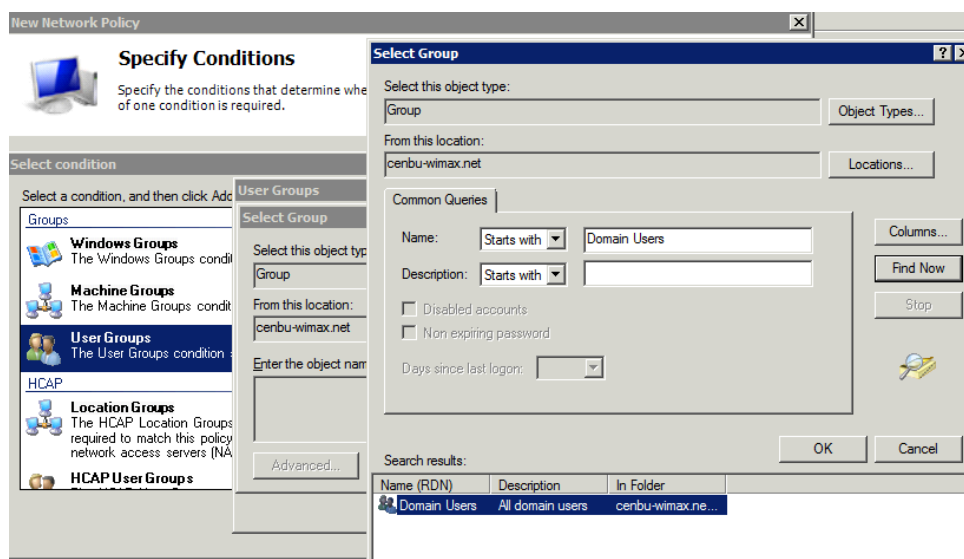 New Network Policy
Specify Conditions
Specify the conditions that determine whe
of one condition is required.
Select condition
Select a condition, and then click Add
Groups
Windows Groups
The Windows Groups condi
Machine Groups
The Machine Groups condit
User Groups
The User Groups condition
HCAP
Location Groups
The HCAP Location Groups
required to match this policy
network access servers (NA
HCAP User Groups
User Groups
Select Group
Select this object typ
Group
From this location:
cenbu-wimax.net
Enter the object nam
Advanced...
Select Group
Select this object type:
Group
Object Types...
From this location:
cenbu-wimax.net
Locations...
Common Queries
Name: Starts with Domain Users
Description: Starts with
Disabled accounts
Non expiring password
Days since last logon:
Columns...
Find Now
Stop
OK Cancel
Search results:
Name (RDN) Description In Folder
Domain Users All domain users cenbu-wimax.ne...